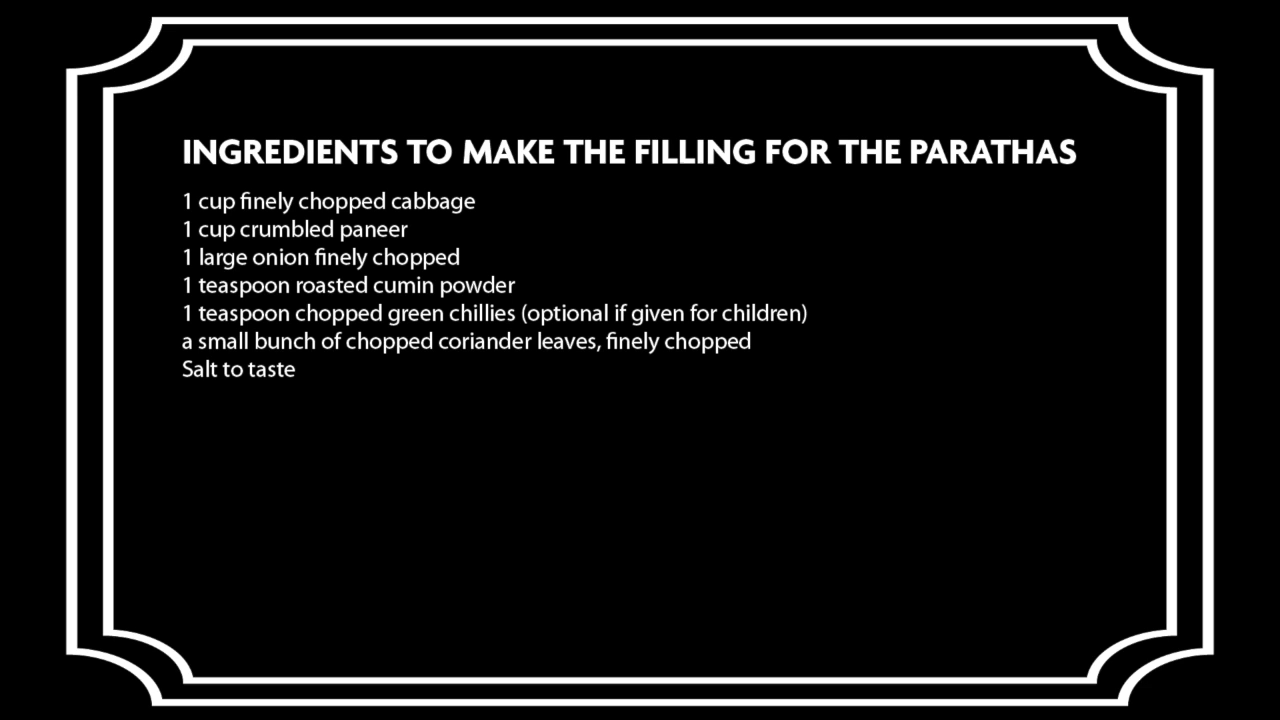 INGREDIENTS TO MAKE THE FILLING FOR THE PARATHAS
1 cup finely chopped cabbage
1 cup crumbled paneer
1 large onion finely chopped
1 teaspoon roasted cumin powder
1 teaspoon chopped green chillies (optional if given for children)
a small bunch of chopped coriander leaves, finely chopped
Salt to taste